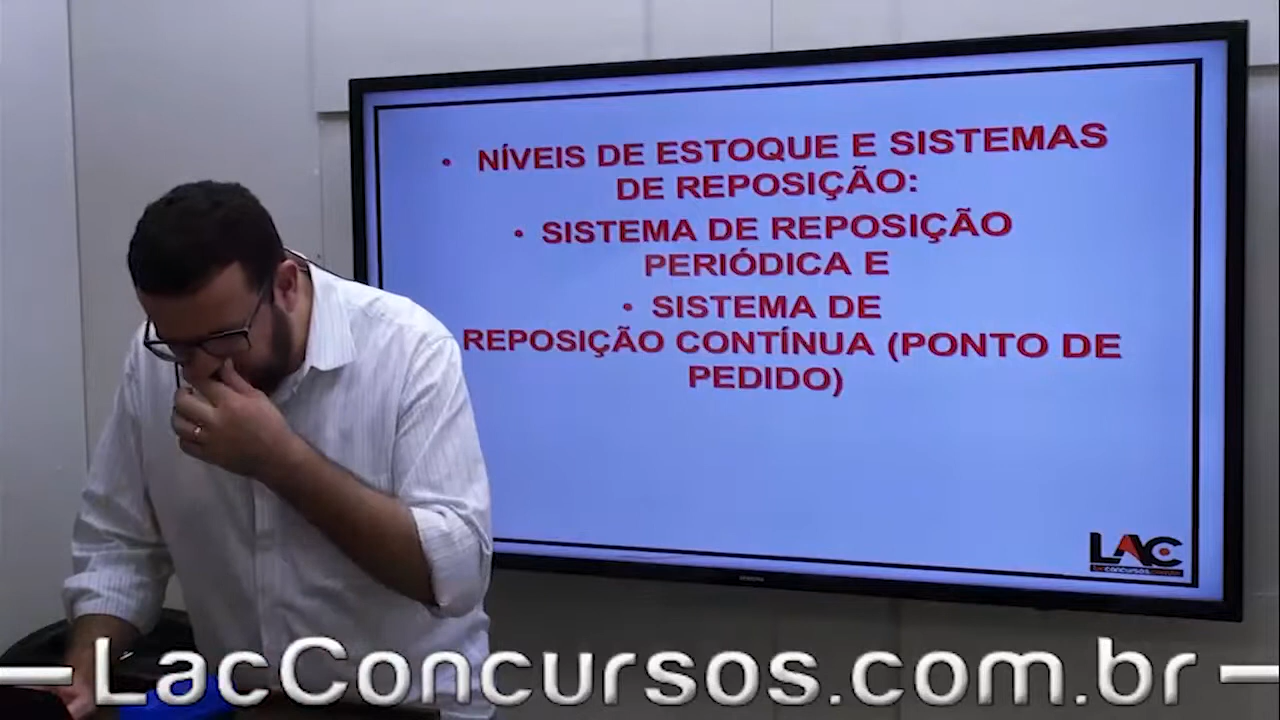 • NÍVEIS DE ESTOQUE E SISTEMAS
DE REPOSIÇÃO:
• SISTEMA DE REPOSIÇÃO
PERIÓDICA E
• SISTEMA DE
REPOSIÇÃO CONTÍNUA (PONTO DE
PEDIDO)
LAC
LacConcursos.com.br